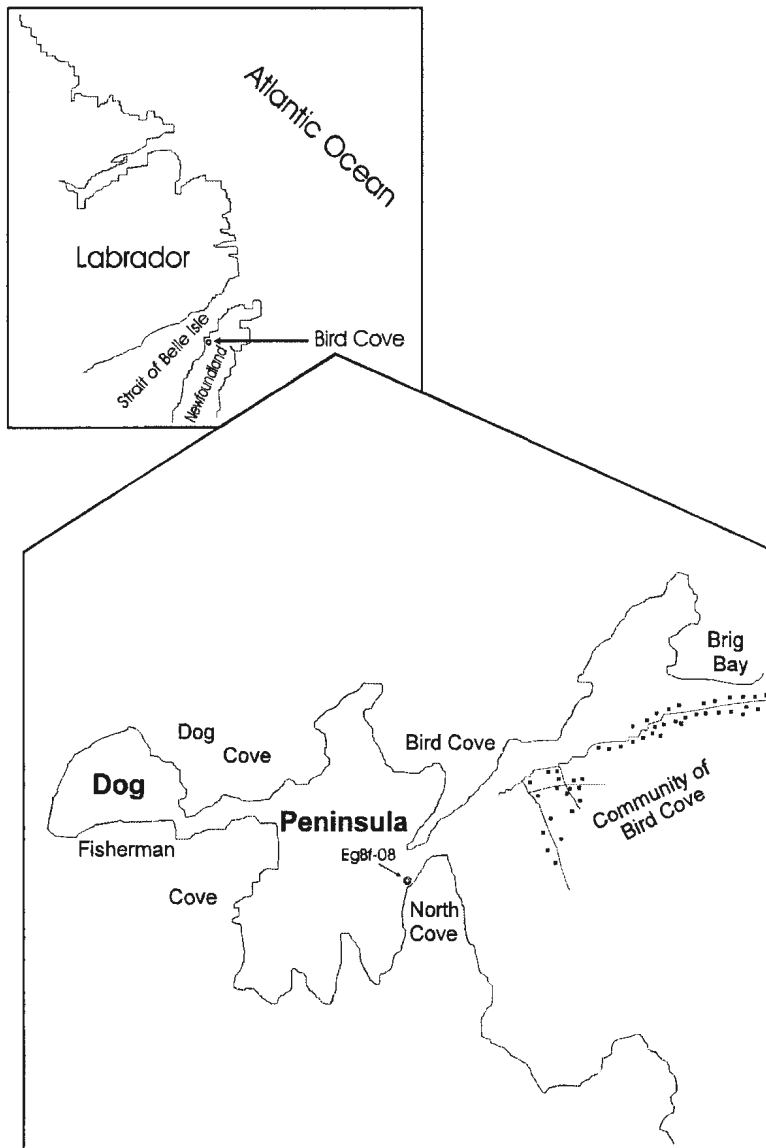 Atlantic Ocean
Labrador
Strait of Belle Isle
Newfoundland
Bird Cove
Brig
Bay
Dog
Cove
Bird Cove
Dog
Peninsula
Community of
Bird Cove
Fisherman
Cove
Eg8f-08
North
Cove